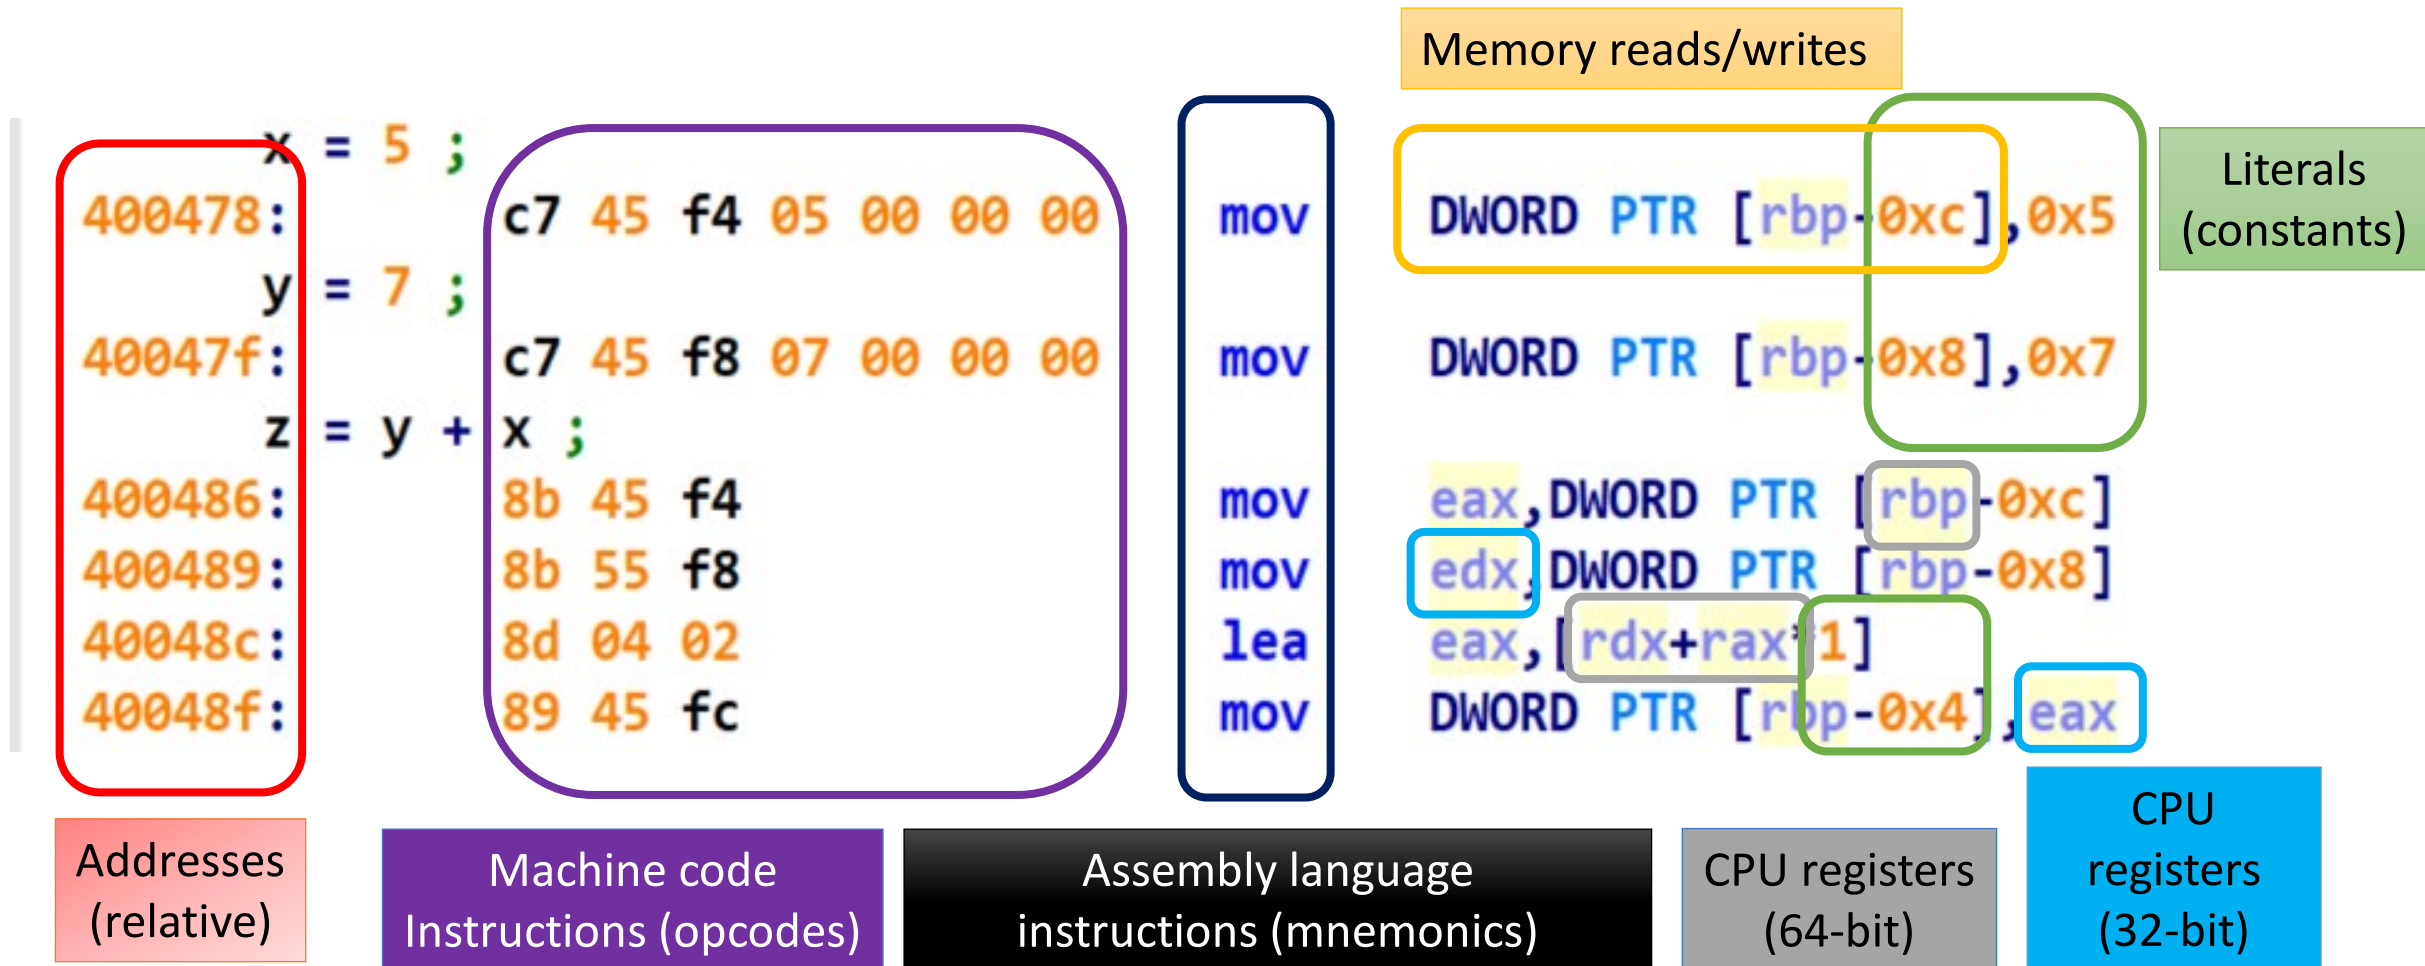 Memory reads/writes
x = 5 ;
400478: c7 45 f4 05 00 00 00 mov DWORD PTR [rbp-0xc],0x5
y = 7 ;
40047f: c7 45 f8 07 00 00 00 mov DWORD PTR [rbp-0x8],0x7
z = y + x ;
400486: 8b 45 f4 mov eax,DWORD PTR [rbp-0xc]
400489: 8b 55 f8 mov edx,DWORD PTR [rbp-0x8]
40048c: 8d 04 02 lea eax,[rdx+rax*1]
40048f: 89 45 fc mov DWORD PTR [rbp-0x4],eax
Literals
(constants)
Addresses
(relative)
Machine code
Instructions (opcodes)
Assembly language
instructions (mnemonics)
CPU registers
(64-bit)
CPU
registers
(32-bit)